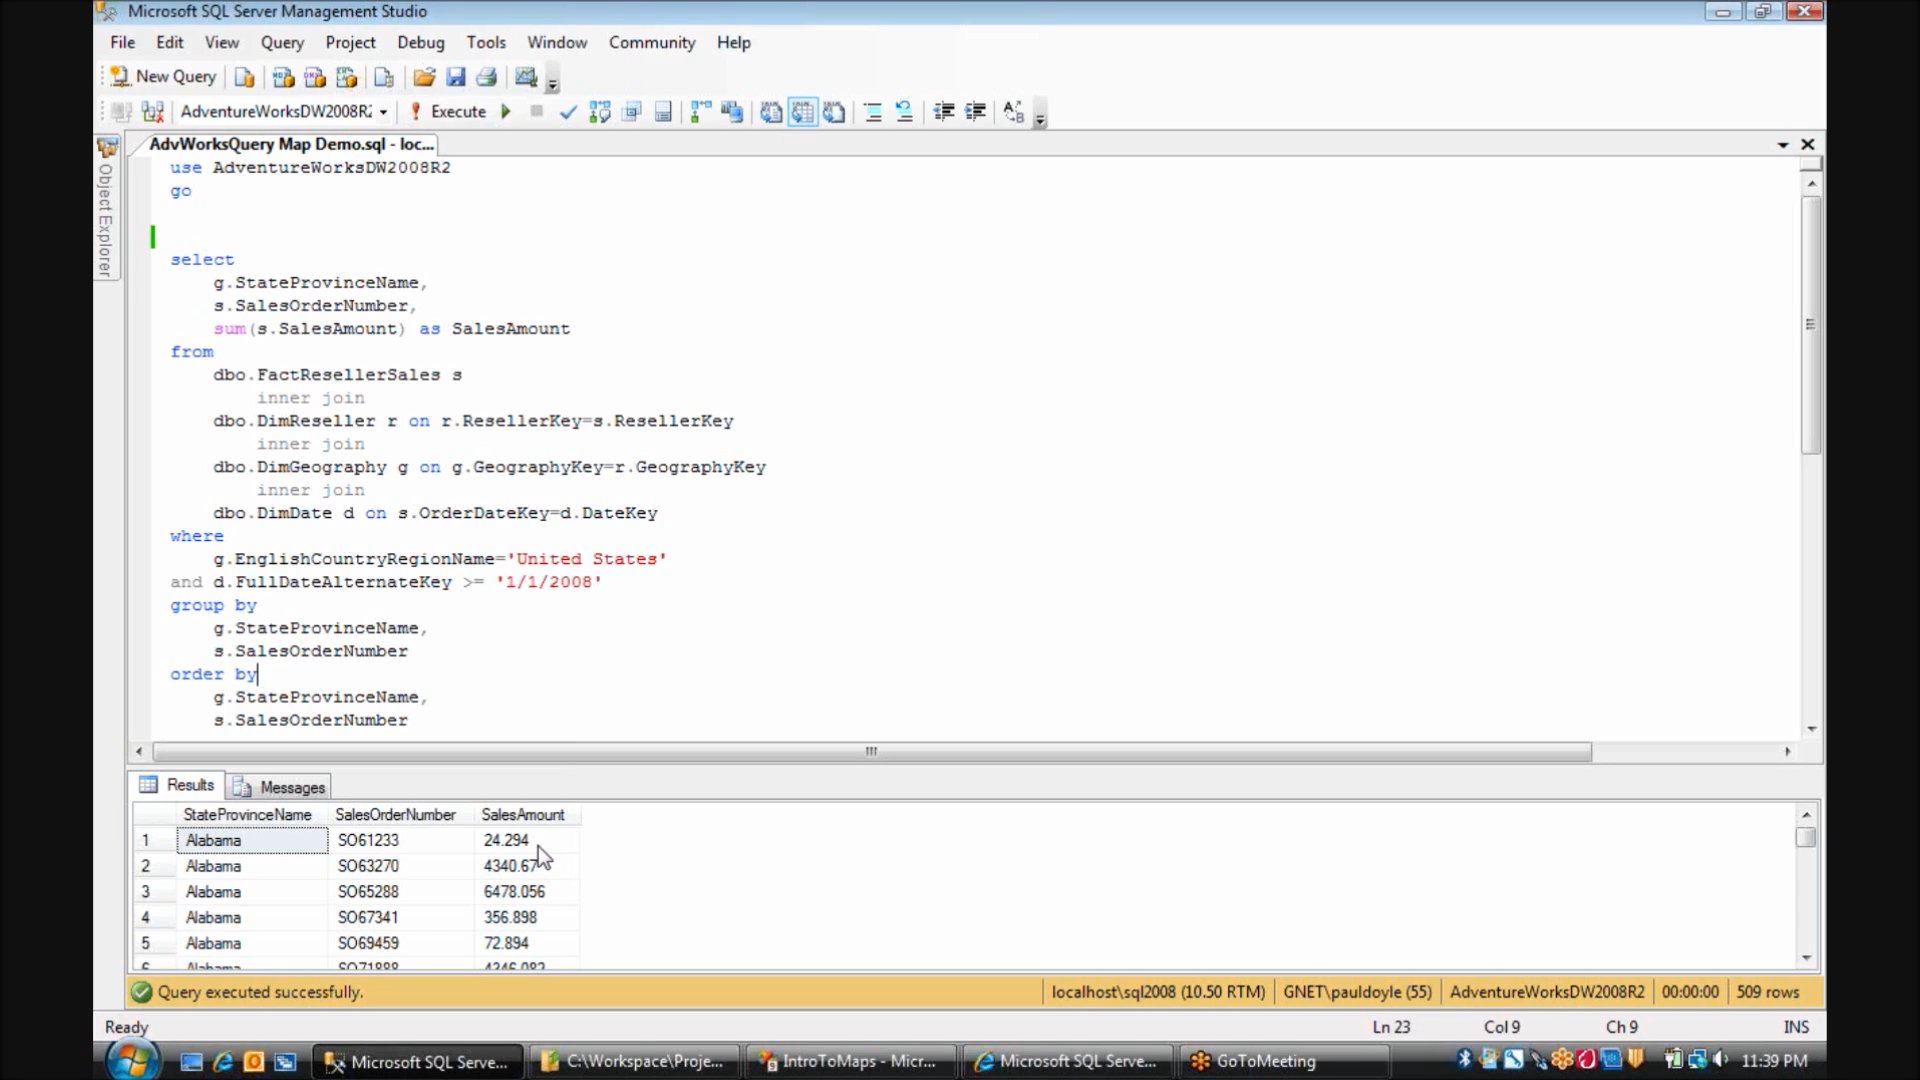 Microsoft SQL Server Management Studio
File Edit View Query Project Debug Tools Window Community Help
New Query
AdventureWorksDW2008R2 Execute
AdvWorksQuery Map Demo.sql - loc...
Object Explorer
use AdventureWorksDW2008R2
go
select
g.StateProvinceName,
s.SalesOrderNumber,
sum(s.SalesAmount) as SalesAmount
from
dbo.FactResellerSales s
inner join
dbo.DimReseller r on r.ResellerKey=s.ResellerKey
inner join
dbo.DimGeography g on g.GeographyKey=r.GeographyKey
inner join
dbo.DimDate d on s.OrderDateKey=d.DateKey
where
g.EnglishCountryRegionName='United States'
and d.FullDateAlternateKey >= '1/1/2008'
group by
g.StateProvinceName,
s.SalesOrderNumber
order by
g.StateProvinceName,
s.SalesOrderNumber
Results Messages
StateProvinceName SalesOrderNumber SalesAmount
1 Alabama SO61233 24.294
2 Alabama SO63270 4340.67
3 Alabama SO65288 6478.056
4 Alabama SO67341 356.898
5 Alabama SO69459 72.894
6 Alabama SO71888 4246.082
Query executed successfully. localhost\sql2008 (10.50 RTM) GNET\pauldoyle (55) AdventureWorksDW2008R2 00:00:00 509 rows
Ready Ln 23 Col 9 Ch 9 INS
Microsoft SQL Serve... C:\Workspace\Proje... IntroToMaps - Micr... Microsoft SQL Serve... GoToMeeting 11:39 PM